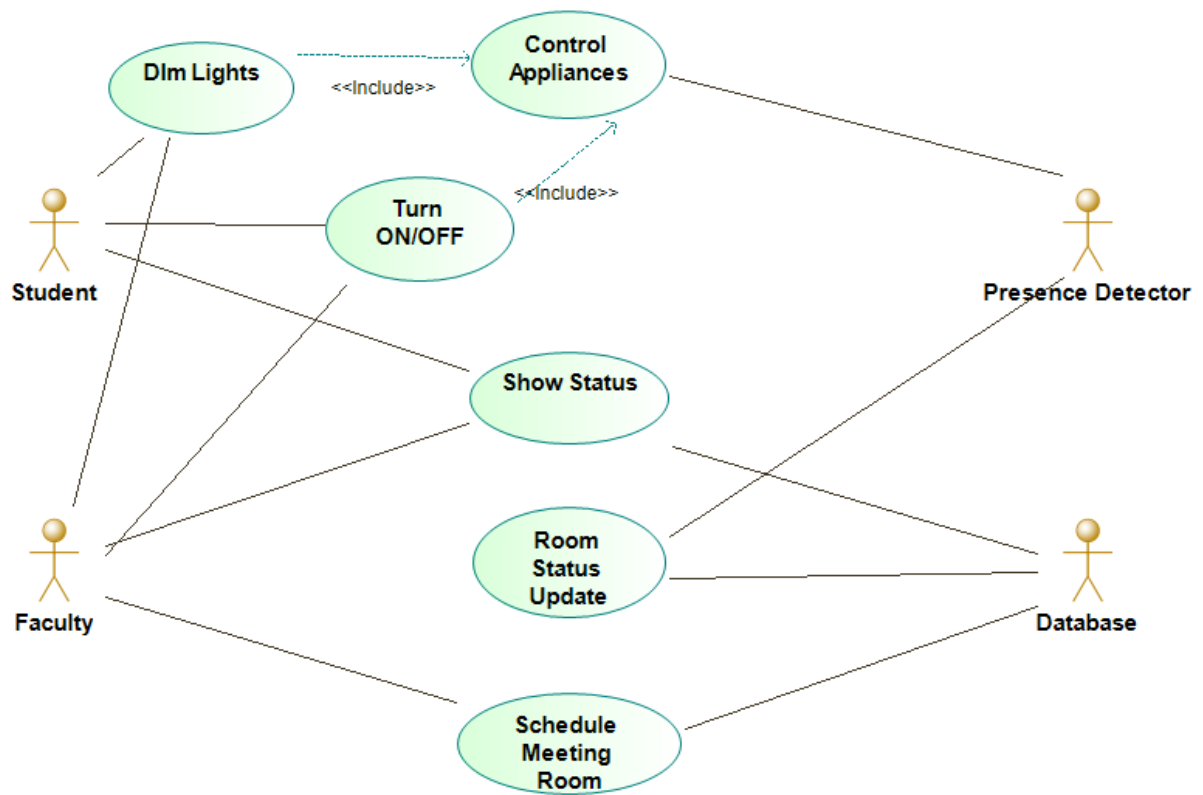 Control
Appliances
DIm Lights
<<Include>>
<<Include>>
Turn
ON/OFF
Student
Presence Detector
Show Status
Room
Status
Update
Faculty
Database
Schedule
Meeting
Room